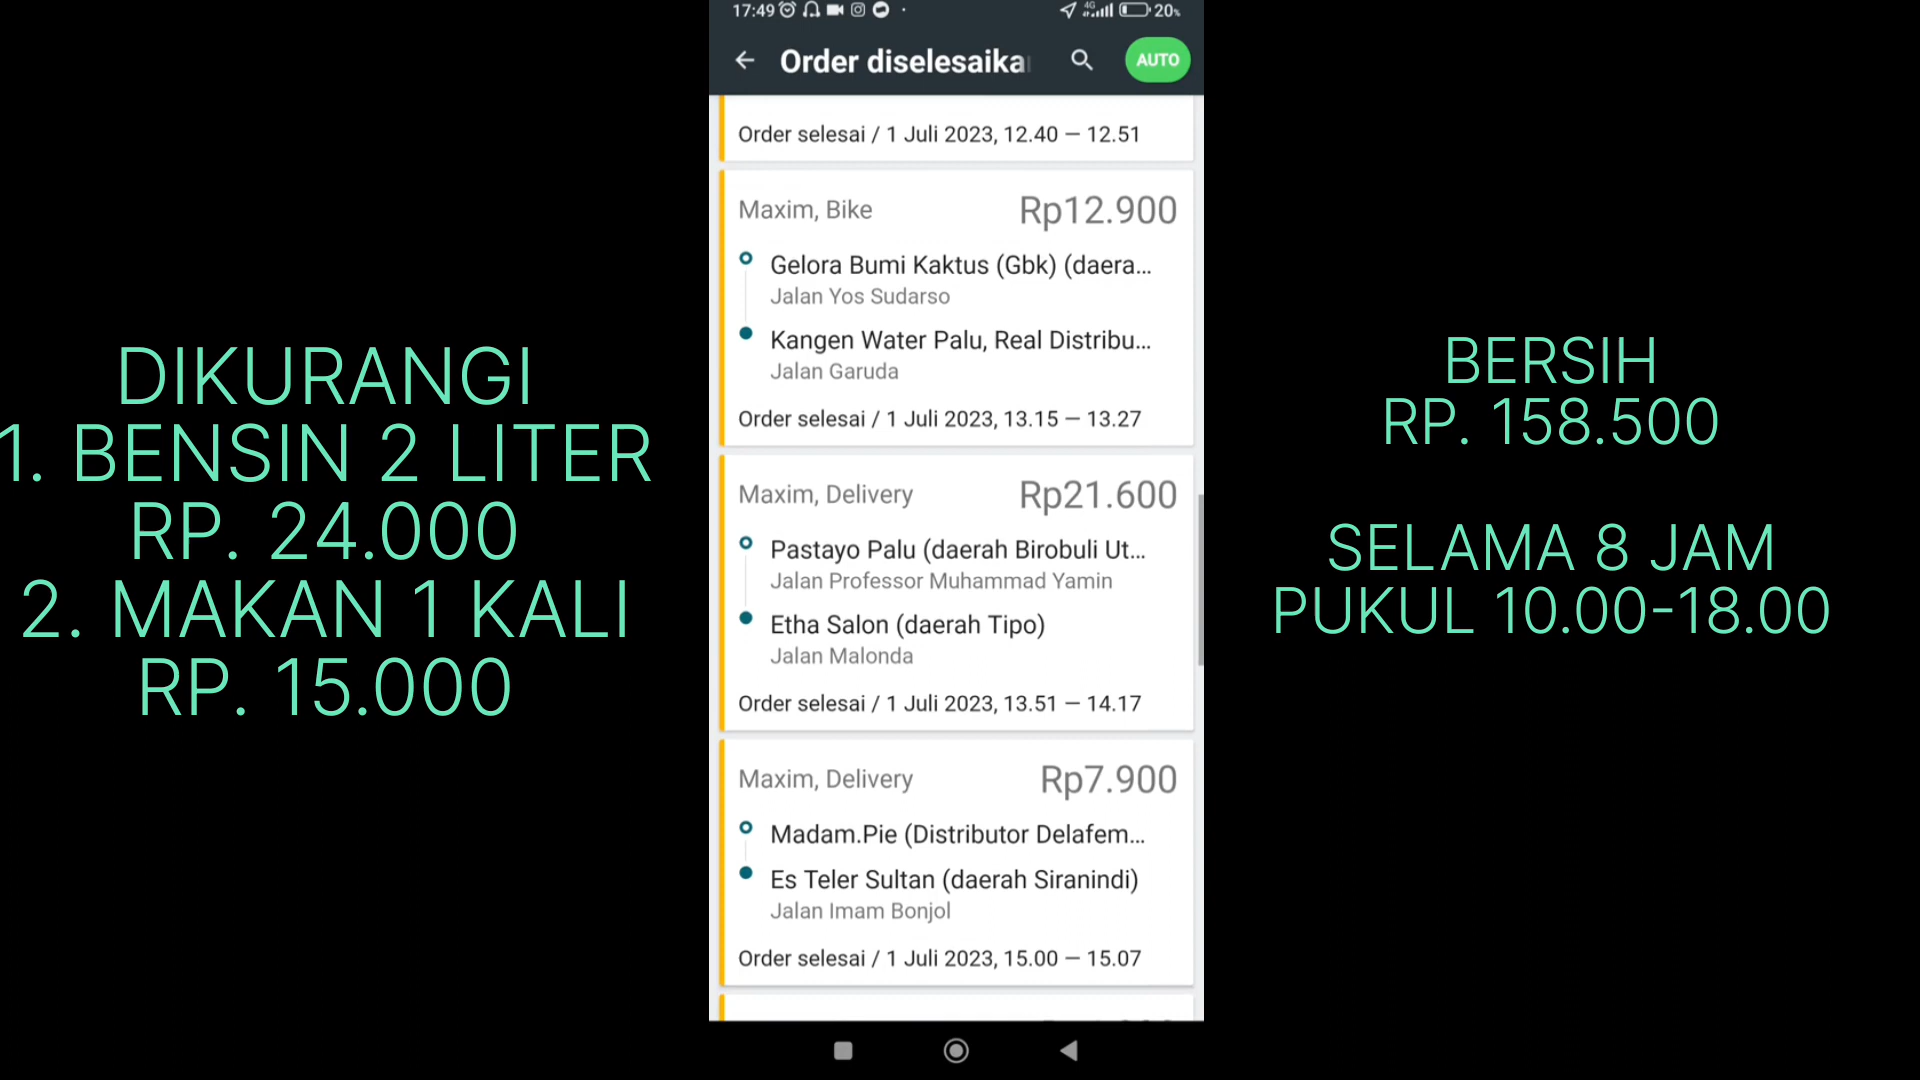 17:49
4G
20%
Order diselesaika
AUTO
Order selesai / 1 Juli 2023, 12.40 — 12.51
Maxim, Bike
Rp12.900
Gelora Bumi Kaktus (Gbk) (daera...
Jalan Yos Sudarso
Kangen Water Palu, Real Distribu...
Jalan Garuda
Order selesai / 1 Juli 2023, 13.15 — 13.27
Maxim, Delivery
Rp21.600
Pastayo Palu (daerah Birobuli Ut...
Jalan Professor Muhammad Yamin
Etha Salon (daerah Tipo)
Jalan Malonda
Order selesai / 1 Juli 2023, 13.51 — 14.17
Maxim, Delivery
Rp7.900
Madam.Pie (Distributor Delafem...
Es Teler Sultan (daerah Siranindi)
Jalan Imam Bonjol
Order selesai / 1 Juli 2023, 15.00 — 15.07
DIKURANGI
1. BENSIN 2 LITER
RP. 24.000
2. MAKAN 1 KALI
RP. 15.000
BERSIH
RP. 158.500
SELAMA 8 JAM
PUKUL 10.00-18.00